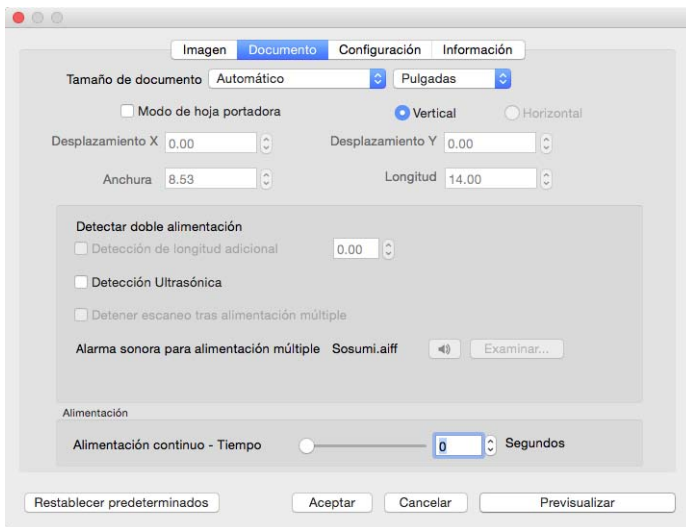 Imagen Documento Configuración Información
Tamaño de documento Automático Pulgadas
Modo de hoja portadora Vertical Horizontal
Desplazamiento X 0.00 Desplazamiento Y 0.00
Anchura 8.53 Longitud 14.00
Detectar doble alimentación
Detección de longitud adicional 0.00
Detección Ultrasónica
Detener escaneo tras alimentación múltiple
Alarma sonora para alimentación múltiple Sosumi.aiff Examinar...
Alimentación
Alimentación continuo - Tiempo 0 Segundos
Restablecer predeterminados Aceptar Cancelar Previsualizar